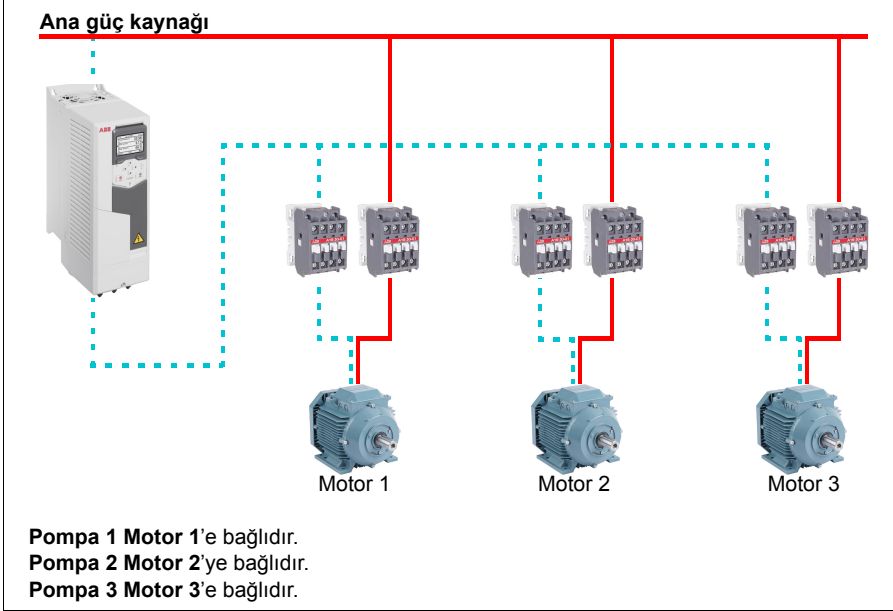 Ana güç kaynağı
ABB
Motor 1
Motor 2
Motor 3
Pompa 1 Motor 1’e bağlıdır.
Pompa 2 Motor 2’ye bağlıdır.
Pompa 3 Motor 3’e bağlıdır.